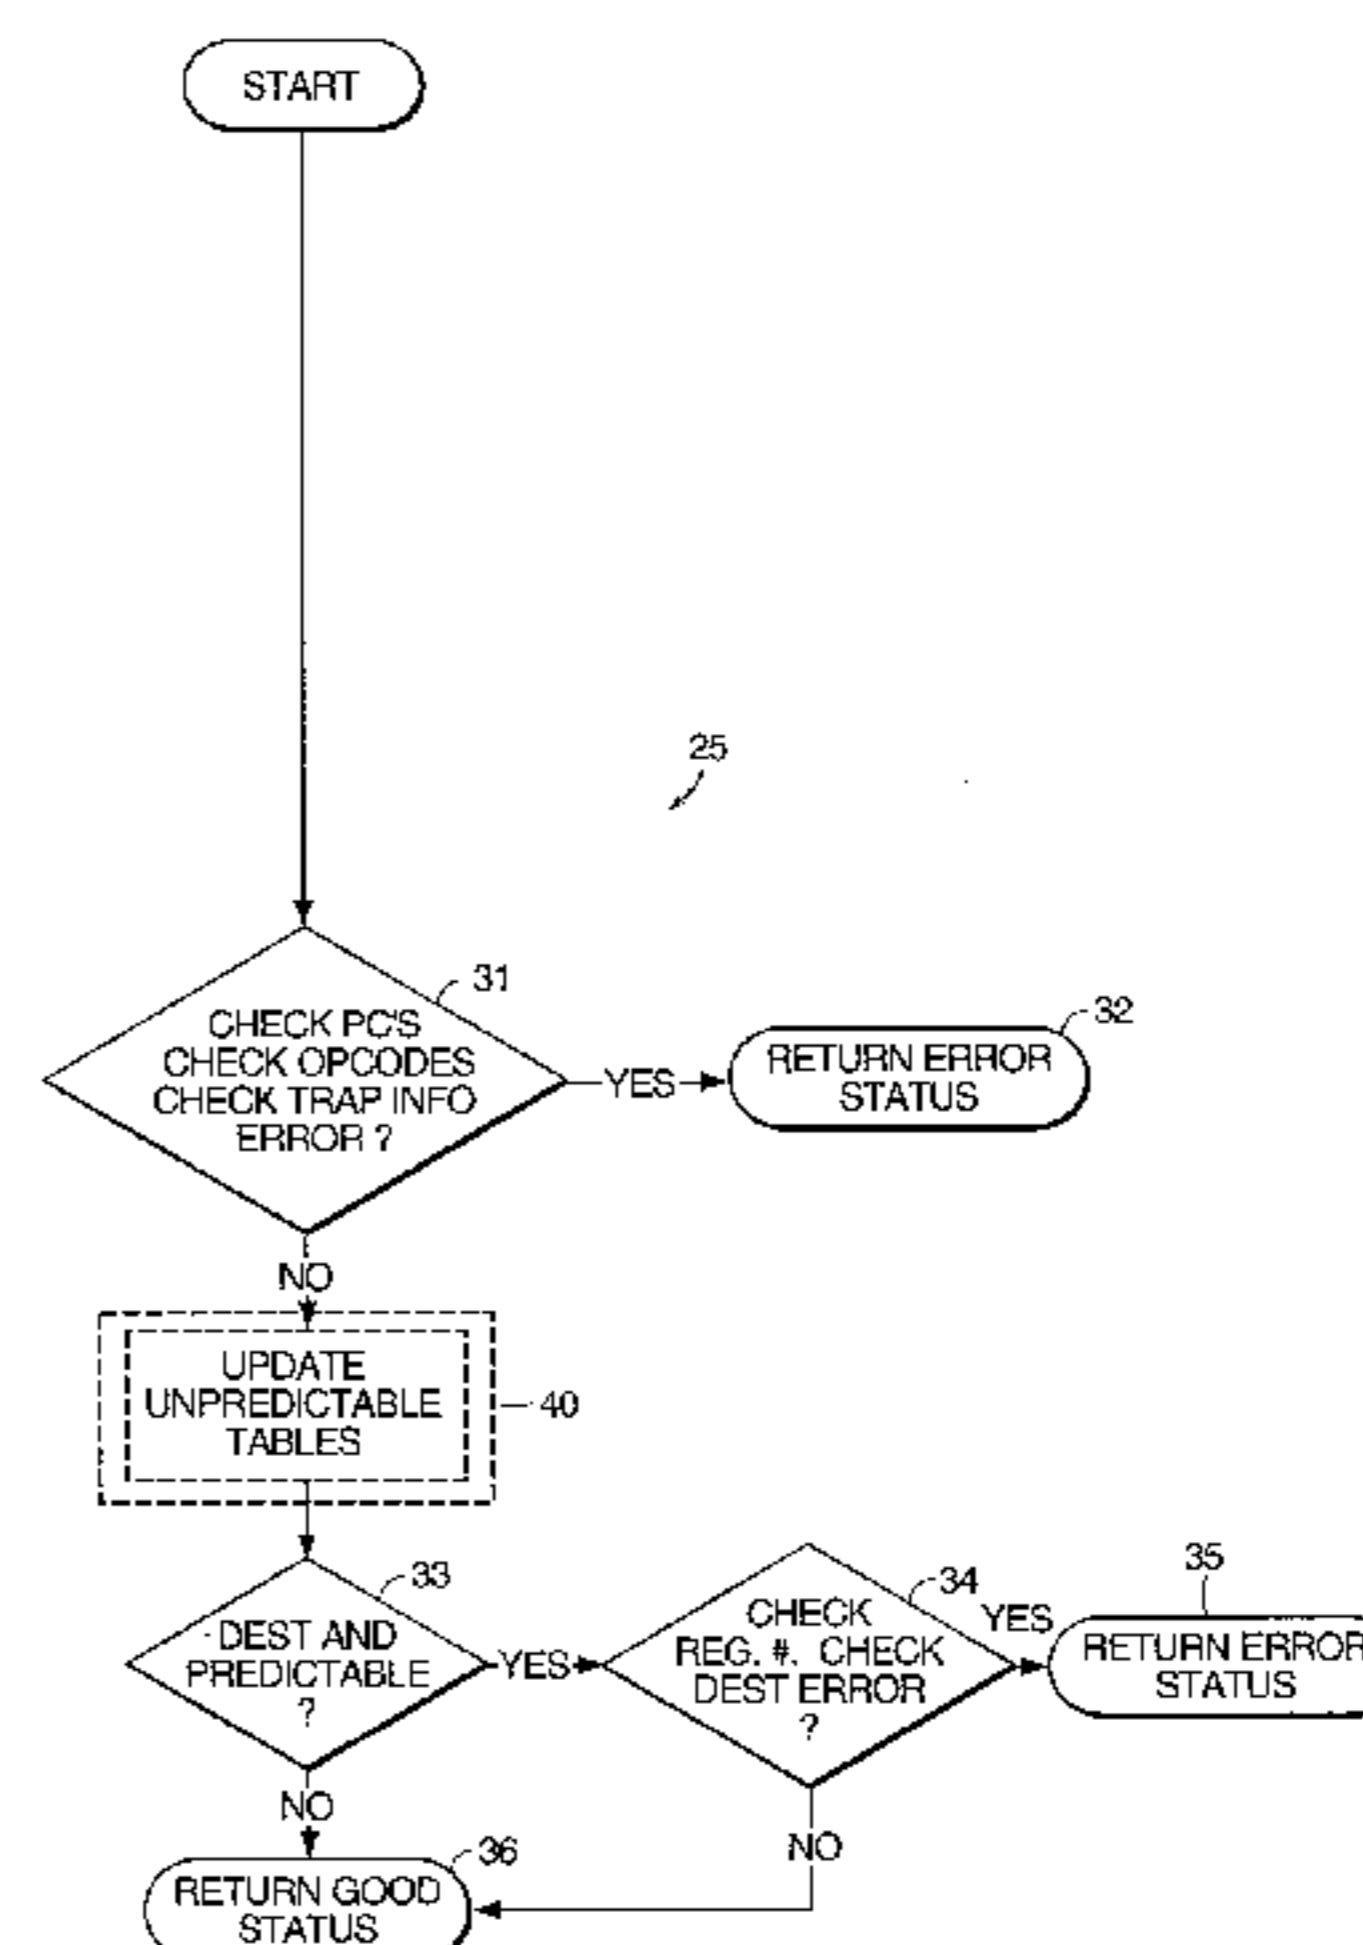 START
25
31
CHECK PC'S
CHECK OPCODES
CHECK TRAP INFO
ERROR ?
YES
32
RETURN ERROR
STATUS
NO
UPDATE
UNPREDICTABLE
TABLES
40
33
DEST AND
PREDICTABLE
?
YES
34
CHECK
REG. #. CHECK
DEST ERROR
?
YES
35
RETURN ERROR
STATUS
NO
NO
36
RETURN GOOD
STATUS